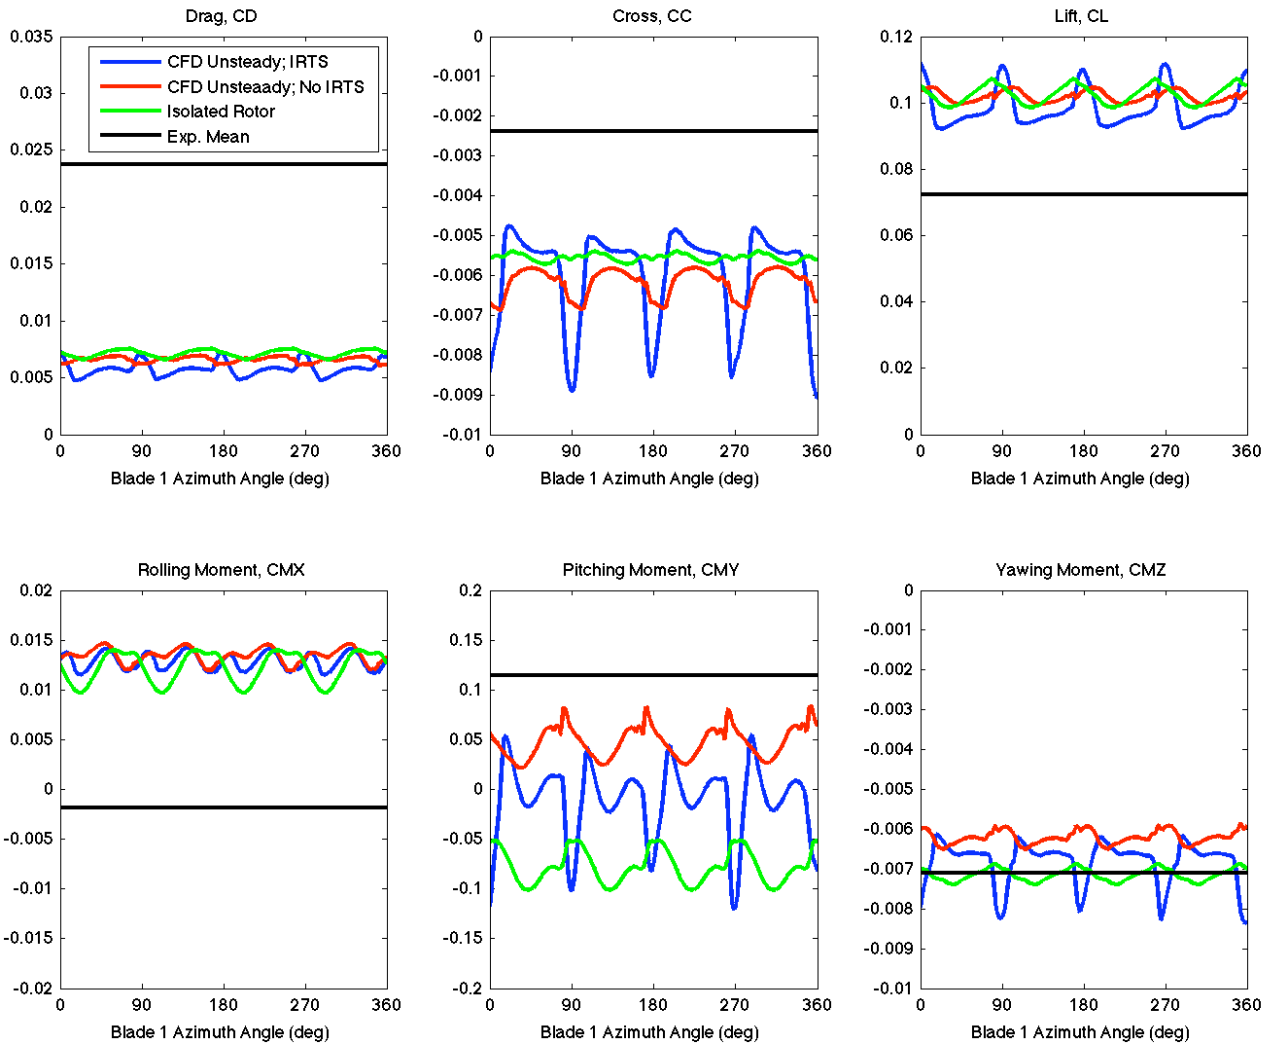 Drag, CD
0.035
0.03
0.025
0.02
0.015
0.01
0.005
0
CFD Unsteady; IRTS
CFD Unsteaady; No IRTS
Isolated Rotor
Exp. Mean
0 90 180 270 360
Blade 1 Azimuth Angle (deg)
Cross, CC
0
-0.001
-0.002
-0.003
-0.004
-0.005
-0.006
-0.007
-0.008
-0.009
-0.01
0 90 180 270 360
Blade 1 Azimuth Angle (deg)
Lift, CL
0.12
0.1
0.08
0.06
0.04
0.02
0
0 90 180 270 360
Blade 1 Azimuth Angle (deg)
Rolling Moment, CMX
0.02
0.015
0.01
0.005
0
-0.005
-0.01
-0.015
-0.02
0 90 180 270 360
Blade 1 Azimuth Angle (deg)
Pitching Moment, CMY
0.2
0.15
0.1
0.05
0
-0.05
-0.1
-0.15
-0.2
0 90 180 270 360
Blade 1 Azimuth Angle (deg)
Yawing Moment, CMZ
0
-0.001
-0.002
-0.003
-0.004
-0.005
-0.006
-0.007
-0.008
-0.009
-0.01
0 90 180 270 360
Blade 1 Azimuth Angle (deg)